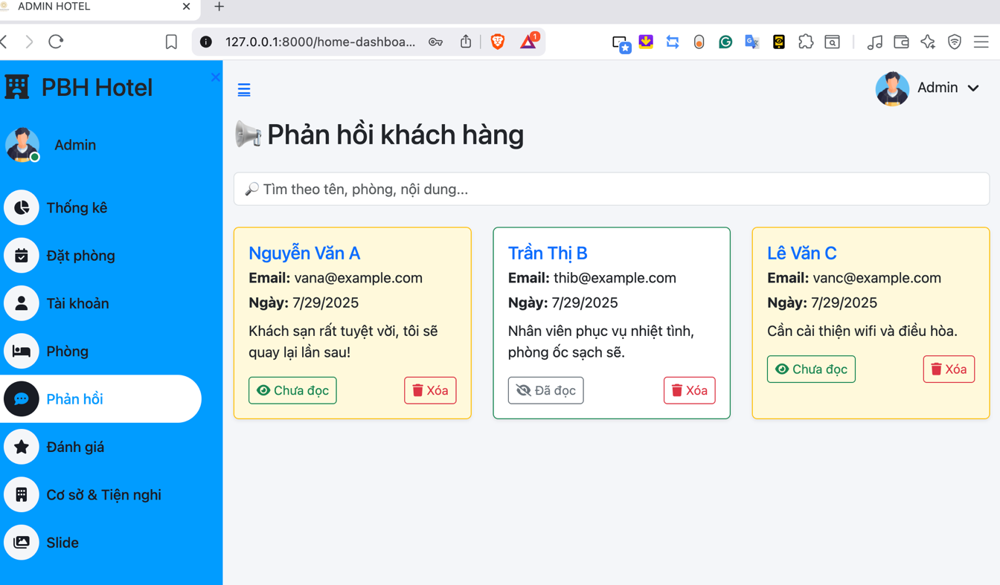 ADMIN HOTEL
127.0.0.1:8000/home-dashboa...
1
PBH Hotel
Admin
Thống kê
Đặt phòng
Tài khoản
Phòng
Phản hồi
Đánh giá
Cơ sở & Tiện nghi
Slide
Admin
Phản hồi khách hàng
Tìm theo tên, phòng, nội dung...
Nguyễn Văn A
Email: vana@example.com
Ngày: 7/29/2025
Khách sạn rất tuyệt vời, tôi sẽ
quay lại lần sau!
Chưa đọc
Xóa
Trần Thị B
Email: thib@example.com
Ngày: 7/29/2025
Nhân viên phục vụ nhiệt tình,
phòng ốc sạch sẽ.
Đã đọc
Xóa
Lê Văn C
Email: vanc@example.com
Ngày: 7/29/2025
Cần cải thiện wifi và điều hòa.
Chưa đọc
Xóa